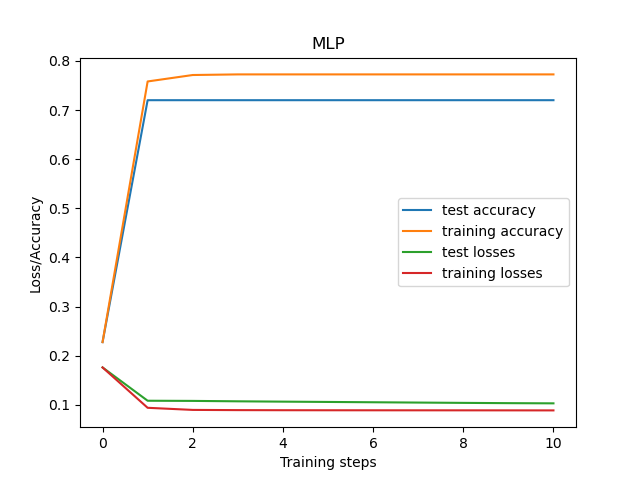 MLP
Loss/Accuracy
0.8
0.7
0.6
0.5
0.4
0.3
0.2
0.1
test accuracy
training accuracy
test losses
training losses
0 2 4 6 8 10
Training steps